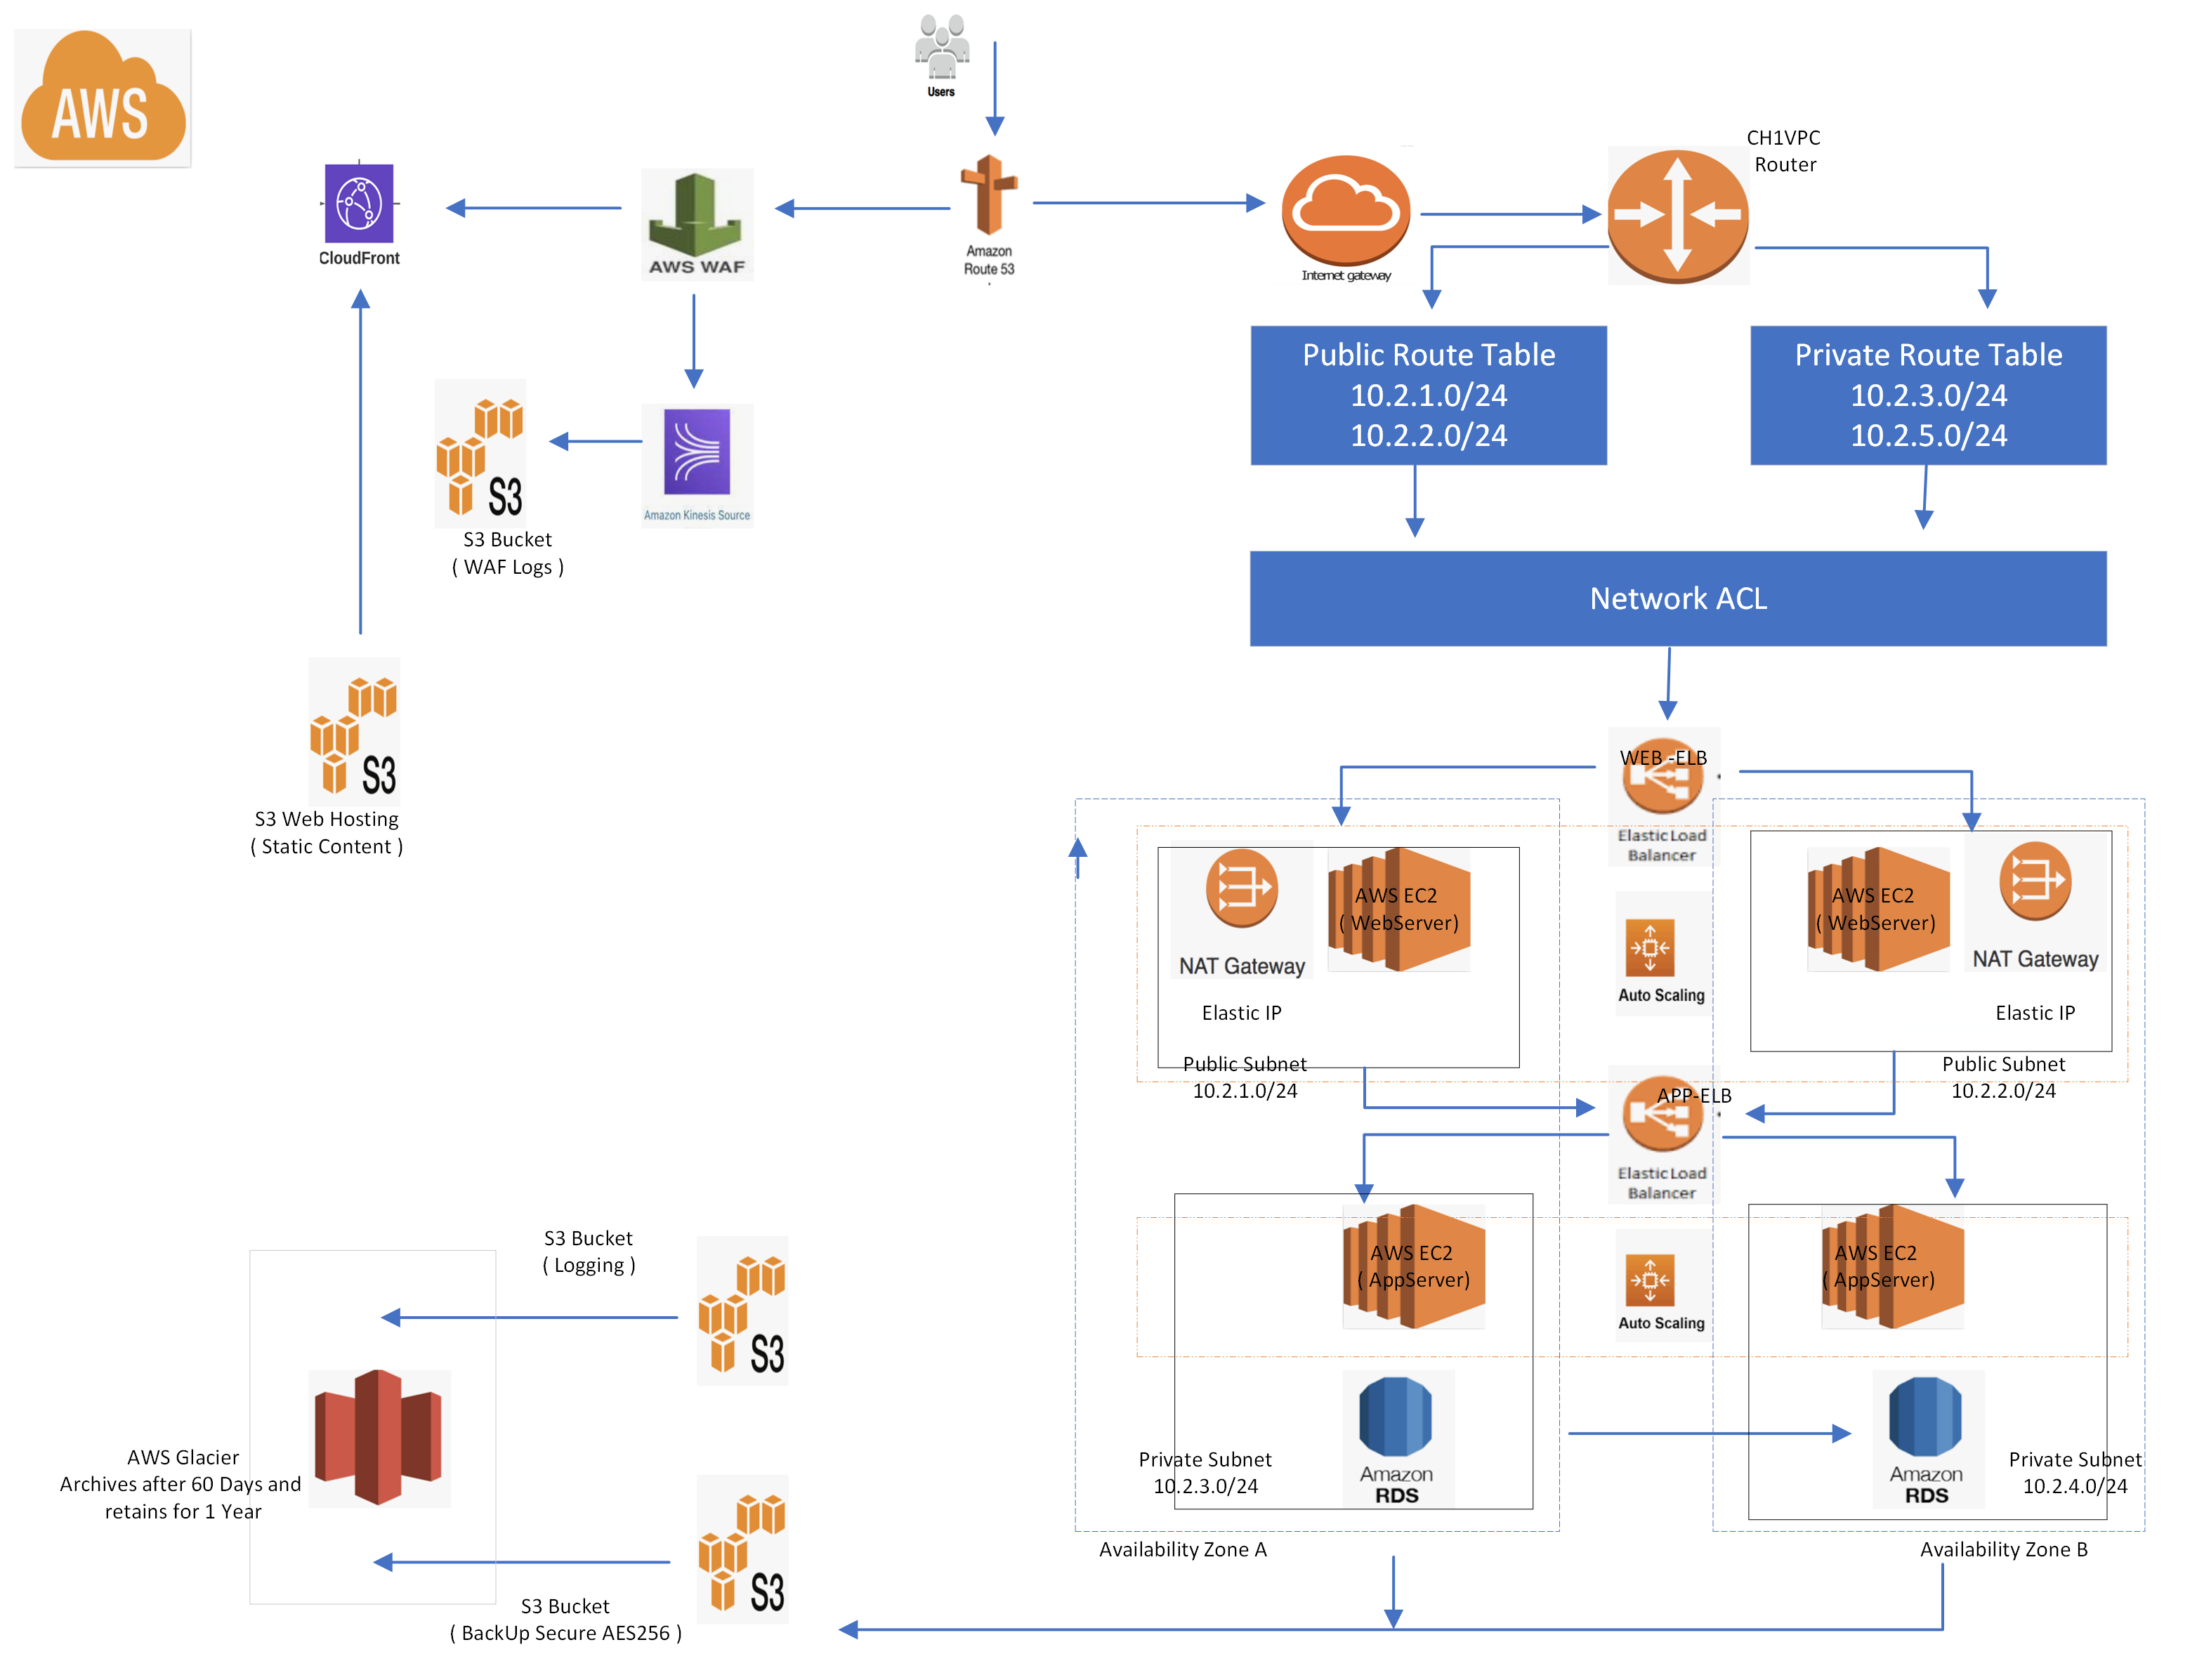 AWS
Users
CH1VPC
Router
CloudFront
AWS WAF
Amazon
Route 53
Internet gateway
Public Route Table
10.2.1.0/24
10.2.2.0/24
Private Route Table
10.2.3.0/24
10.2.5.0/24
S3
S3 Bucket
( WAF Logs )
Amazon Kinesis Source
Network ACL
S3
S3 Web Hosting
( Static Content )
WEB -ELB
Elastic Load
Balancer
NAT Gateway
Elastic IP
AWS EC2
( WebServer)
Public Subnet
10.2.1.0/24
Auto Scaling
AWS EC2
( WebServer)
NAT Gateway
Elastic IP
Public Subnet
10.2.2.0/24
APP-ELB
Elastic Load
Balancer
AWS EC2
( AppServer)
Auto Scaling
AWS EC2
( AppServer)
Private Subnet
10.2.3.0/24
Amazon
RDS
Amazon
RDS
Private Subnet
10.2.4.0/24
Availability Zone A
Availability Zone B
S3 Bucket
( Logging )
S3
AWS Glacier
Archives after 60 Days and
retains for 1 Year
S3
S3 Bucket
( BackUp Secure AES256 )